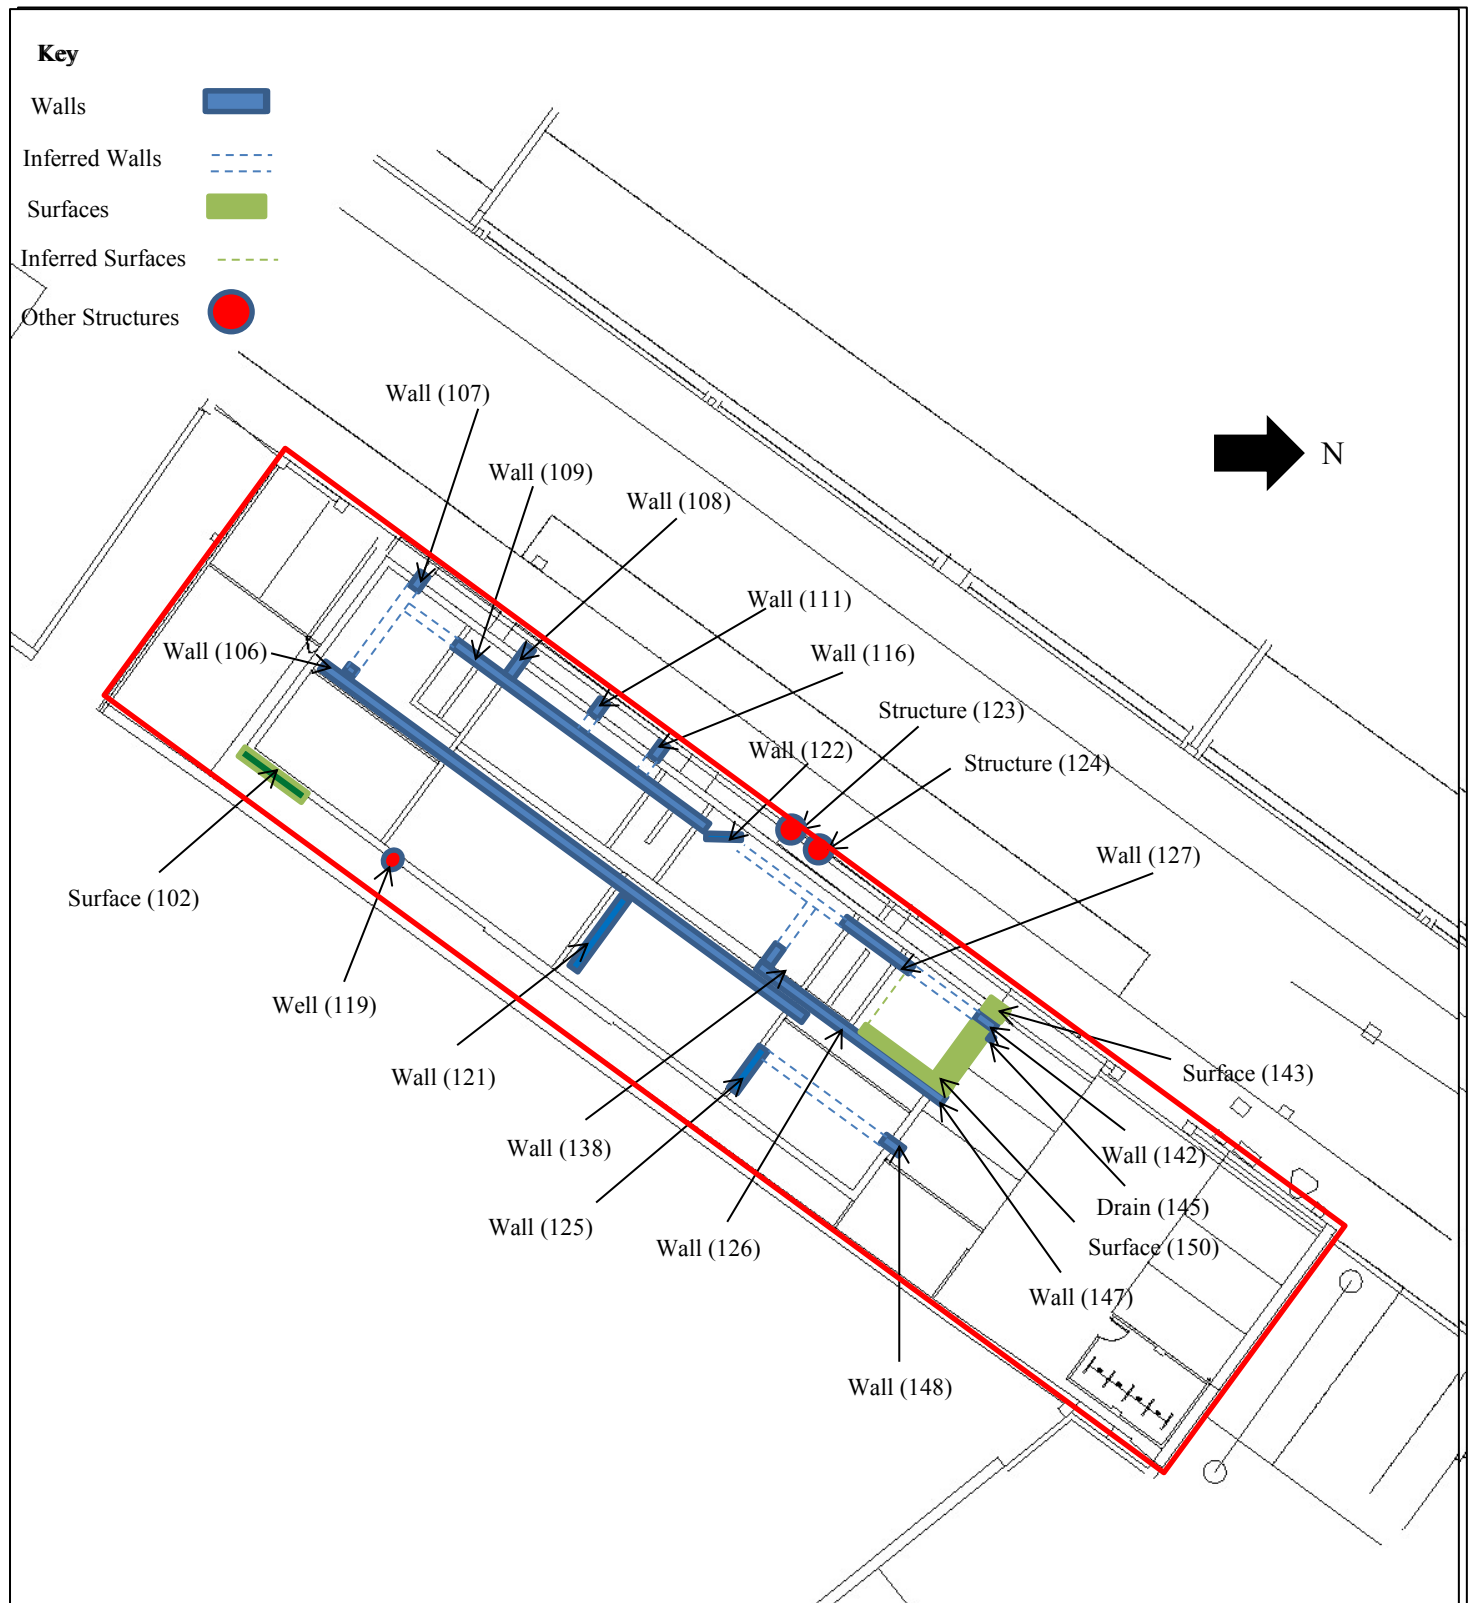 Key
Walls
Inferred Walls
Surfaces
Inferred Surfaces
Other Structures
Wall (107)
N
Wall (109)
Wall (108)
Wall (111)
Wall (106)
Wall (116)
Structure (123)
Wall (122)
Structure (124)
Wall (127)
Surface (102)
Well (119)
Wall (121)
Surface (143)
Wall (138)
Wall (142)
Drain (145)
Wall (125)
Wall (126)
Surface (150)
Wall (147)
Wall (148)